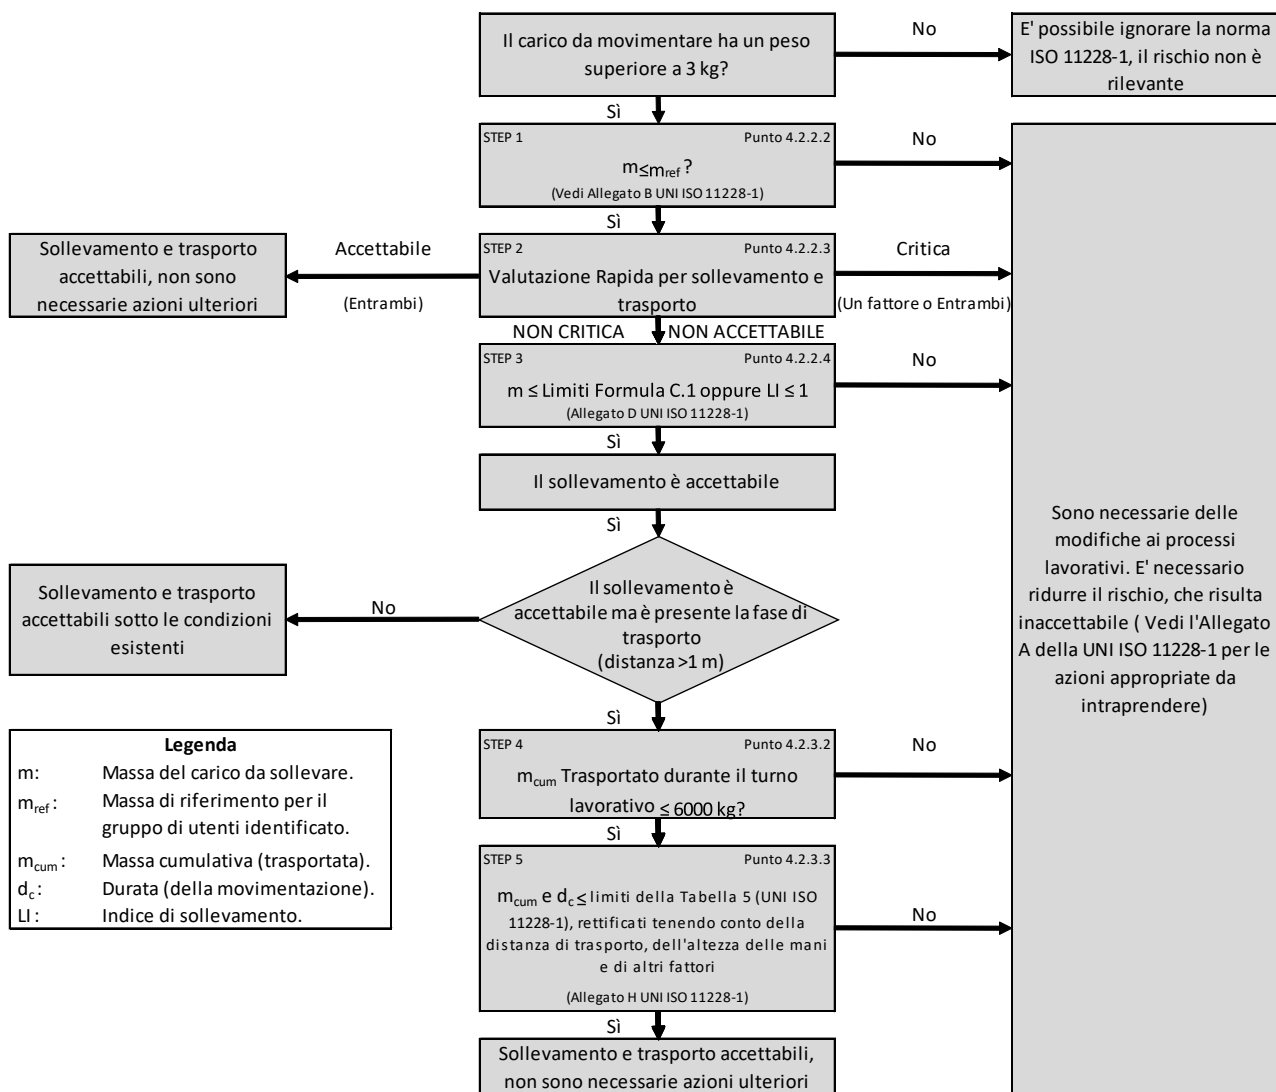 Il carico da movimentare ha un peso
superiore a 3 kg?
No
E' possibile ignorare la norma
ISO 11228-1, il rischio non è
rilevante
Sì
STEP 1
Punto 4.2.2.2
m≤mref ?
(Vedi Allegato B UNI ISO 11228-1)
No
Sì
Sollevamento e trasporto
accettabili, non sono
necessarie azioni ulteriori
Accettabile
(Entrambi)
STEP 2
Punto 4.2.2.3
Valutazione Rapida per sollevamento e
trasporto
Critica
(Un fattore o Entrambi)
NON CRITICA
NON ACCETTABILE
STEP 3
Punto 4.2.2.4
m ≤ Limiti Formula C.1 oppure LI ≤ 1
(Allegato D UNI ISO 11228-1)
No
Sì
Il sollevamento è accettabile
Sì
Il sollevamento è
accettabile ma è presente la fase di
trasporto
(distanza >1 m)
No
Sollevamento e trasporto
accettabili sotto le condizioni
esistenti
Sono necessarie delle
modifiche ai processi
lavorativi. E' necessario
ridurre il rischio, che risulta
inaccettabile ( Vedi l'Allegato
A della UNI ISO 11228-1 per le
azioni appropriate da
intraprendere)
Sì
STEP 4
Punto 4.2.3.2
mcum Trasportato durante il turno
lavorativo ≤ 6000 kg?
No
Sì
STEP 5
Punto 4.2.3.3
mcum e dc≤ limiti della Tabella 5 (UNI ISO
11228-1), rettificati tenendo conto della
distanza di trasporto, dell'altezza delle mani
e di altri fattori
(Allegato H UNI ISO 11228-1)
No
Sì
Sollevamento e trasporto accettabili,
non sono necessarie azioni ulteriori
Legenda
m: Massa del carico da sollevare.
mref : Massa di riferimento per il
gruppo di utenti identificato.
mcum : Massa cumulativa (trasportata).
dc : Durata (della movimentazione).
LI : Indice di sollevamento.